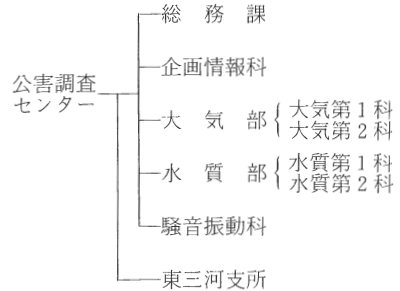 総務課
企画情報科
公害調査
センター
大気部
大気第1科
大気第2科
水質部
水質第1科
水質第2科
騒音振動科
東三河支所